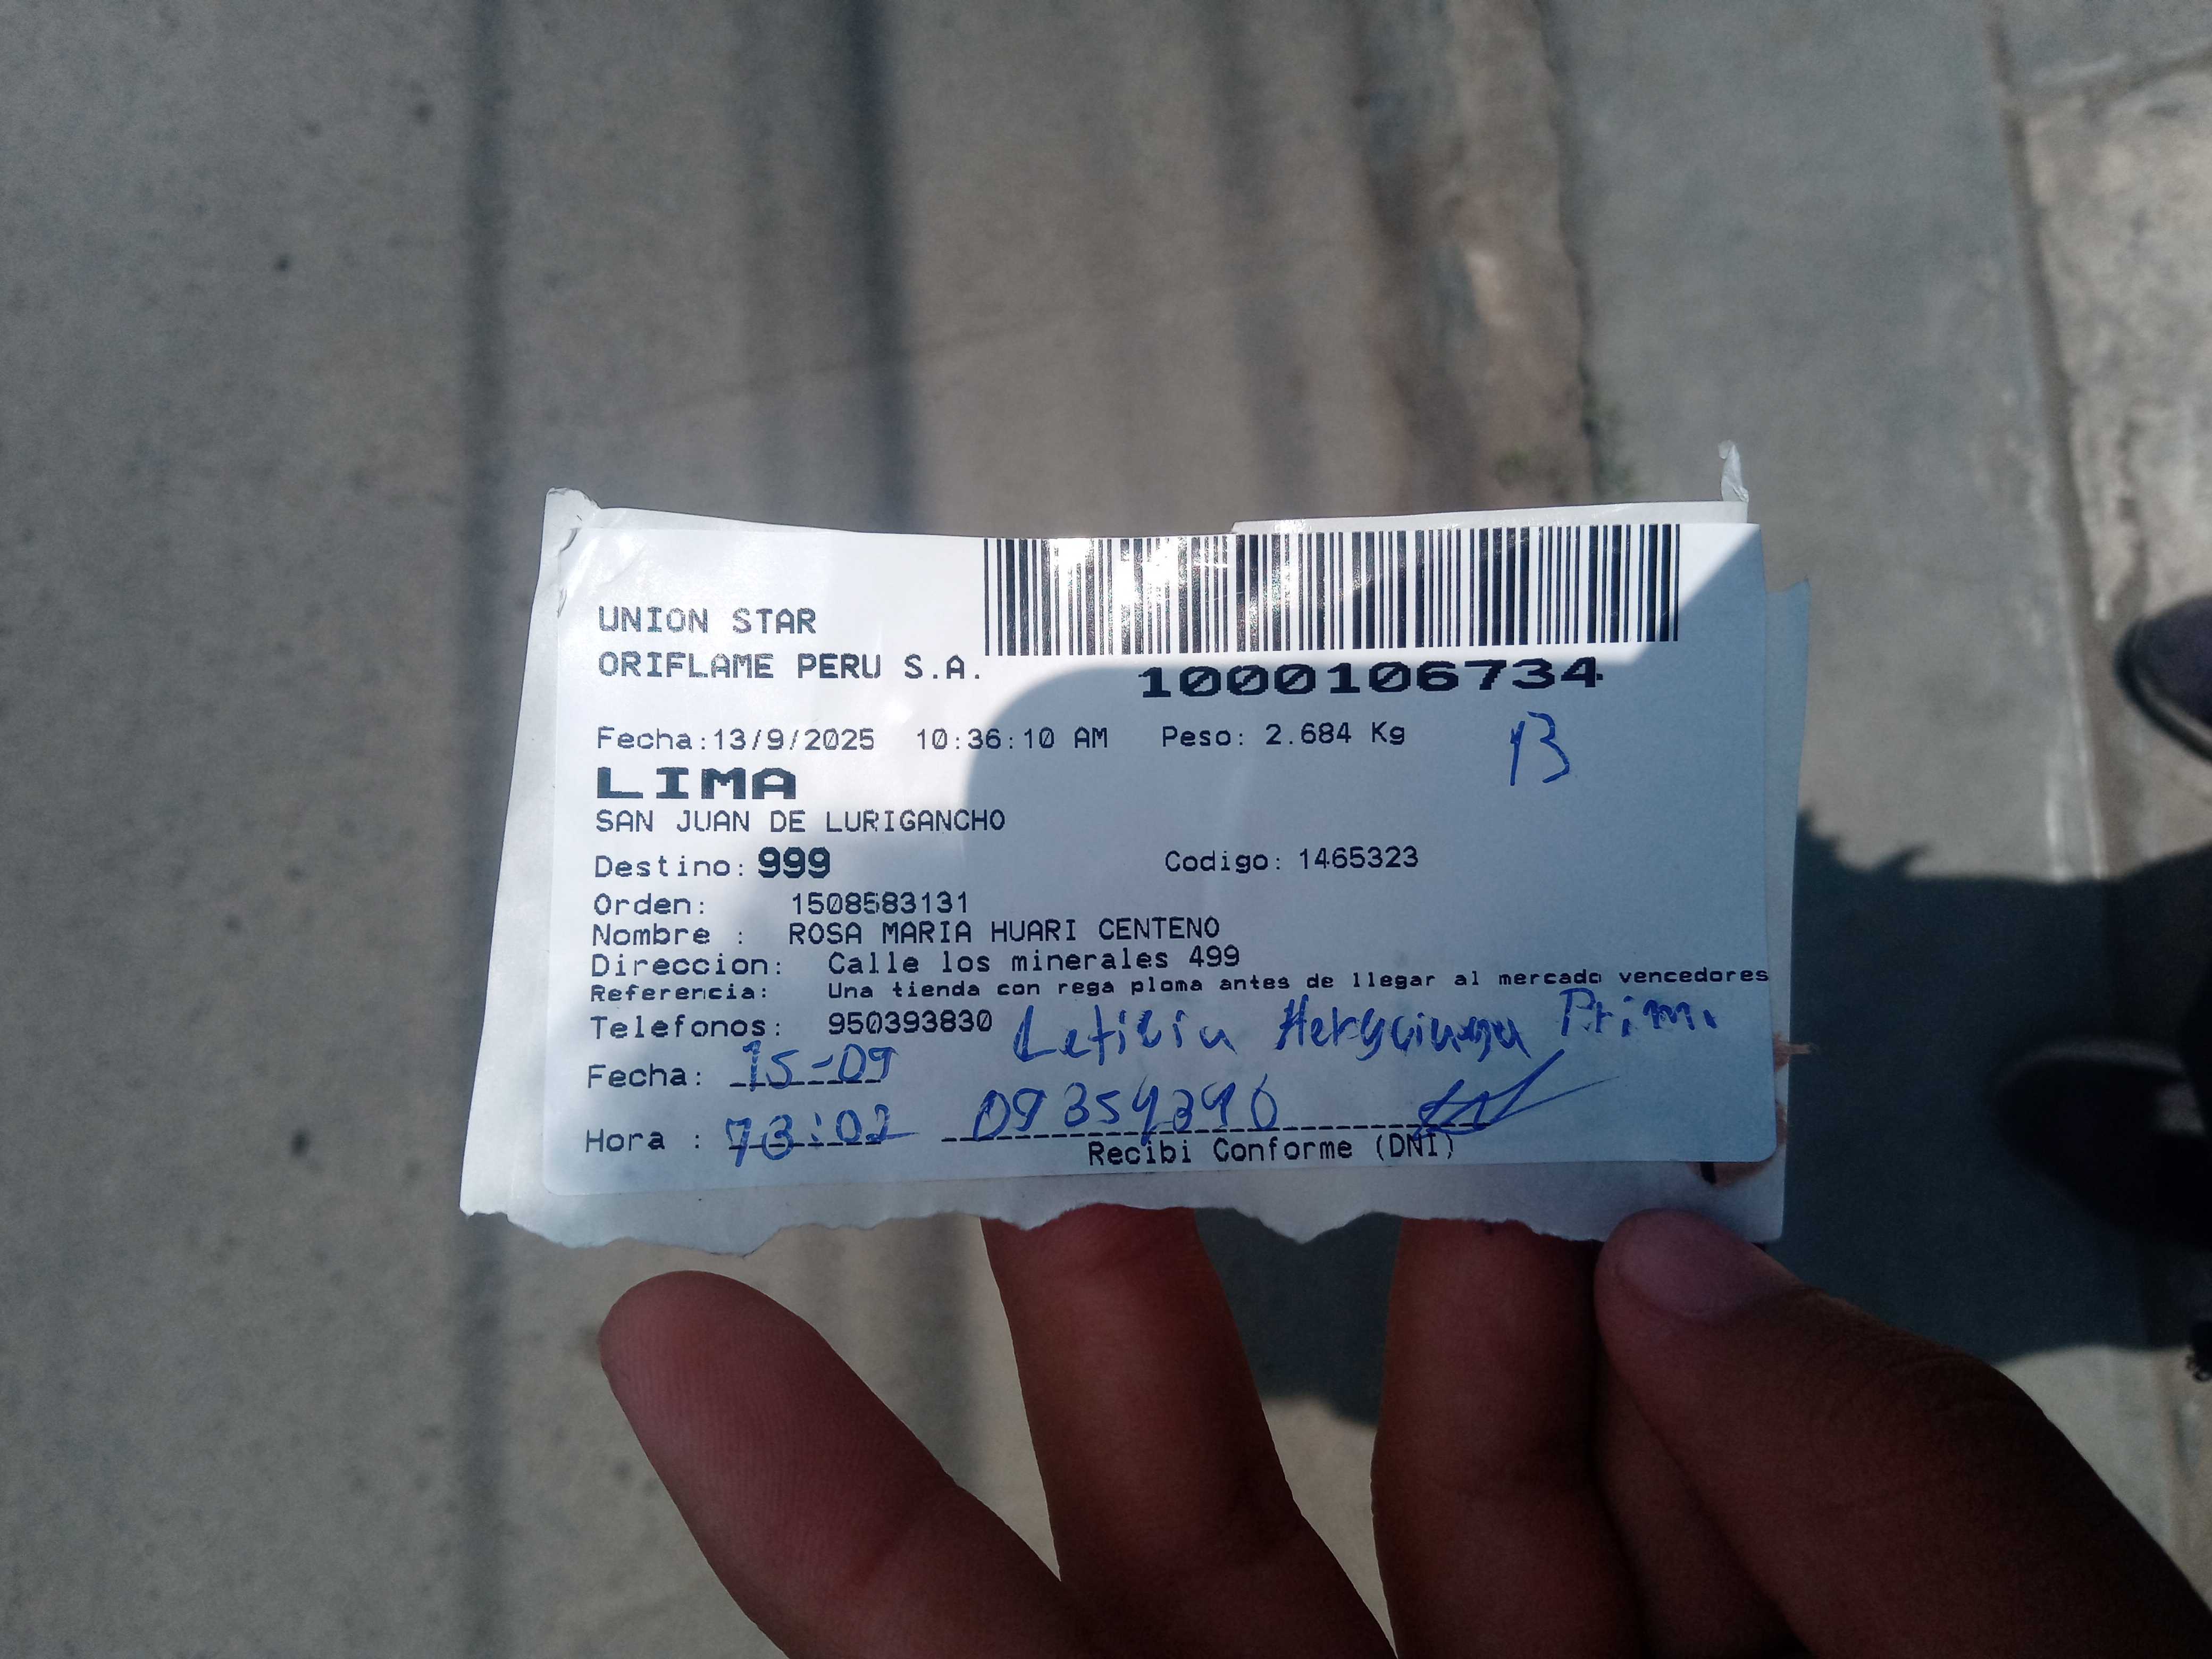 UNION STAR
ORIFLAME PERU S.A.
1000106734
Fecha:13/9/2025 10:36:10 AM Peso: 2.684 Kg
13
LIMA
SAN JUAN DE LURIGANCHO
Destino: 999 Codigo: 1465323
Orden: 1508583131
Nombre : ROSA MARIA HUARI CENTENO
Direccion: Calle los minerales 499
Referencia: Una tienda con rega ploma antes de llegar al mercado vencedores
Telefonos: 950393830 Leticia Prim.
Fecha: 15-09
Hora : 13:02
Recibi Conforme (DNI)